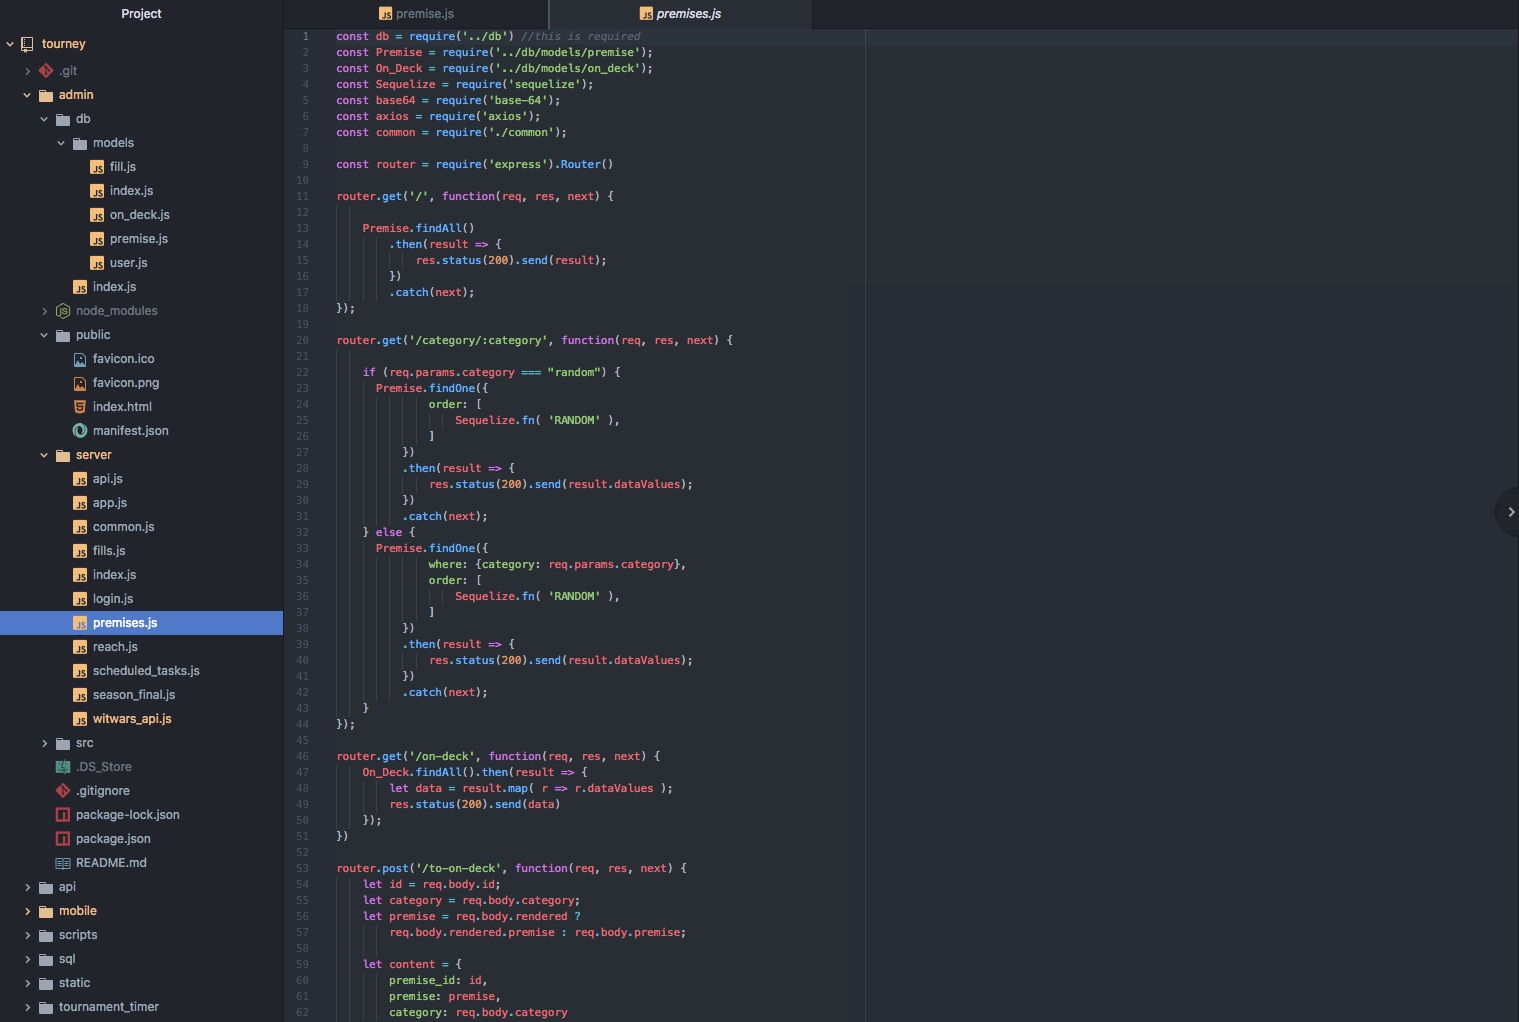 Project
tourney
.git
admin
db
models
fill.js
index.js
on_deck.js
premise.js
user.js
index.js
node_modules
public
favicon.ico
favicon.png
index.html
manifest.json
server
api.js
app.js
common.js
fills.js
index.js
login.js
premises.js
reach.js
scheduled_tasks.js
season_final.js
witwars_api.js
src
.DS_Store
.gitignore
package-lock.json
package.json
README.md
api
mobile
scripts
sql
static
tournament_timer
premise.js
premises.js
1 const db = require('../db') //this is required
2 const Premise = require('../db/models/premise');
3 const On_Deck = require('../db/models/on_deck');
4 const Sequelize = require('sequelize');
5 const base64 = require('base-64');
6 const axios = require('axios');
7 const common = require('./common');
8
9 const router = require('express').Router()
10
11 router.get('/', function(req, res, next) {
12
13     Premise.findAll()
14         .then(result => {
15             res.status(200).send(result);
16         })
17         .catch(next);
18 });
19
20 router.get('/category/:category', function(req, res, next) {
21
22     if (req.params.category === "random") {
23       Premise.findOne({
24               order: [
25                   Sequelize.fn( 'RANDOM' ),
26               ]
27           })
28           .then(result => {
29               res.status(200).send(result.dataValues);
30           })
31           .catch(next);
32     } else {
33       Premise.findOne({
34               where: {category: req.params.category},
35               order: [
36                   Sequelize.fn( 'RANDOM' ),
37               ]
38           })
39           .then(result => {
40               res.status(200).send(result.dataValues);
41           })
42           .catch(next);
43     }
44 });
45
46 router.get('/on-deck', function(req, res, next) {
47     On_Deck.findAll().then(result => {
48             let data = result.map( r => r.dataValues );
49         res.status(200).send(data)
50     });
51 })
52
53 router.post('/to-on-deck', function(req, res, next) {
54     let id = req.body.id;
55     let category = req.body.category;
56     let premise = req.body.rendered ?
57         req.body.rendered.premise : req.body.premise;
58
59     let content = {
60         premise_id: id,
61         premise: premise,
62         category: req.body.category